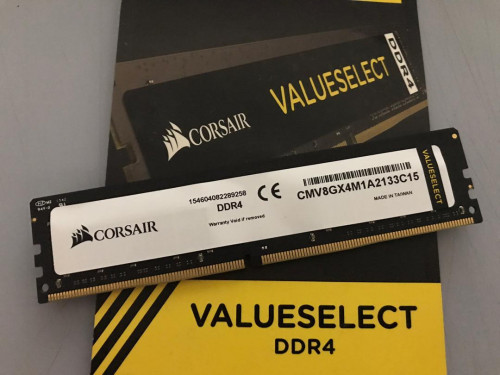 CORSAIR
VALUESELECT
DDR4
CORSAIR
154604082289258
DDR4
Warranty Void if removed
CE
CMV8GX4M1A2133C15
MADE IN TAIWAN
VALUESELECT
VALUESELECT
DDR4